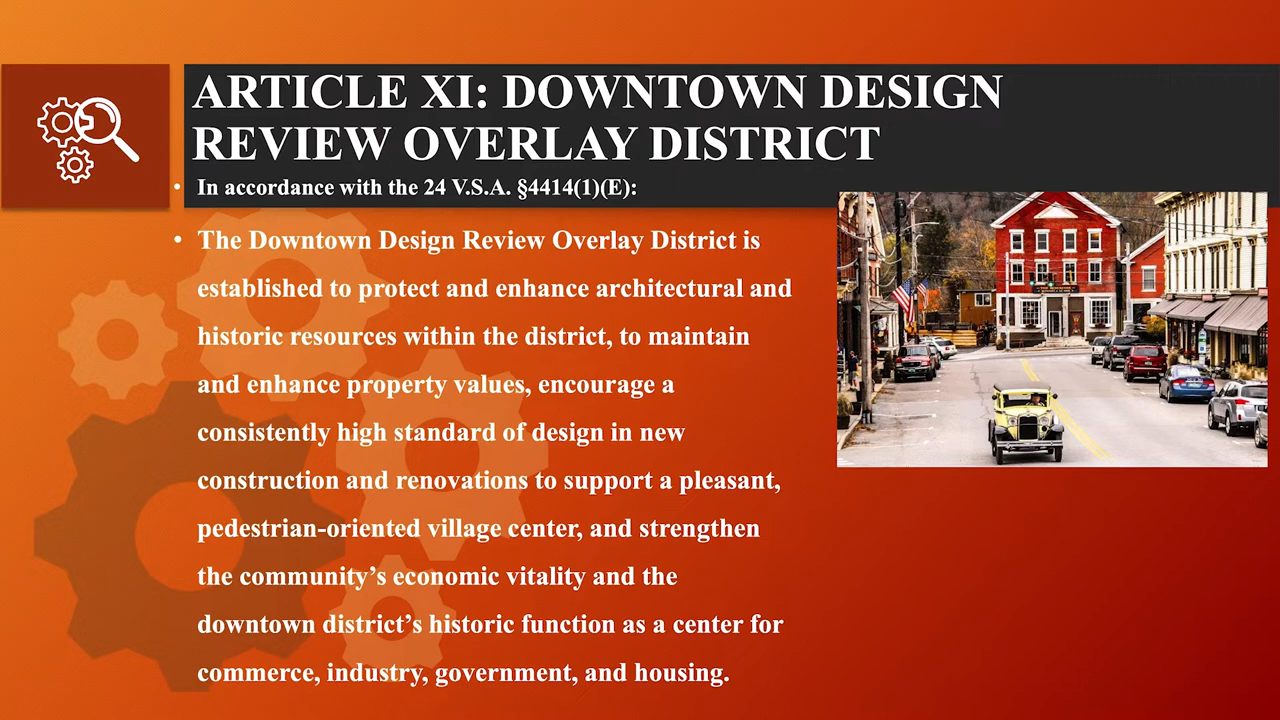 ARTICLE XI: DOWNTOWN DESIGN
REVIEW OVERLAY DISTRICT
• In accordance with the 24 V.S.A. §4414(1)(E):
• The Downtown Design Review Overlay District is
established to protect and enhance architectural and
historic resources within the district, to maintain
and enhance property values, encourage a
consistently high standard of design in new
construction and renovations to support a pleasant,
pedestrian-oriented village center, and strengthen
the community’s economic vitality and the
downtown district’s historic function as a center for
commerce, industry, government, and housing.